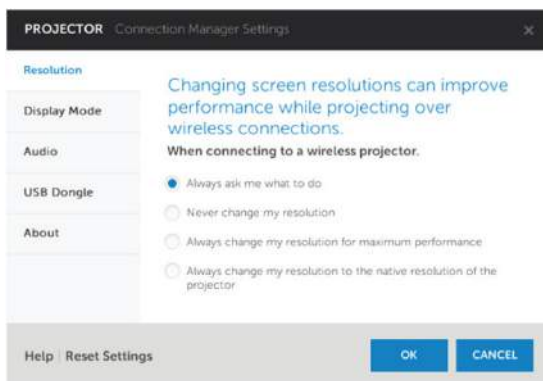 PROJECTOR Connection Manager Settings
Resolution
Display Mode
Audio
USB Dongle
About
Changing screen resolutions can improve
performance while projecting over
wireless connections.
When connecting to a wireless projector.
Always ask me what to do
Never change my resolution
Always change my resolution for maximum performance
Always change my resolution to the native resolution of the
projector
Help | Reset Settings
OK
CANCEL